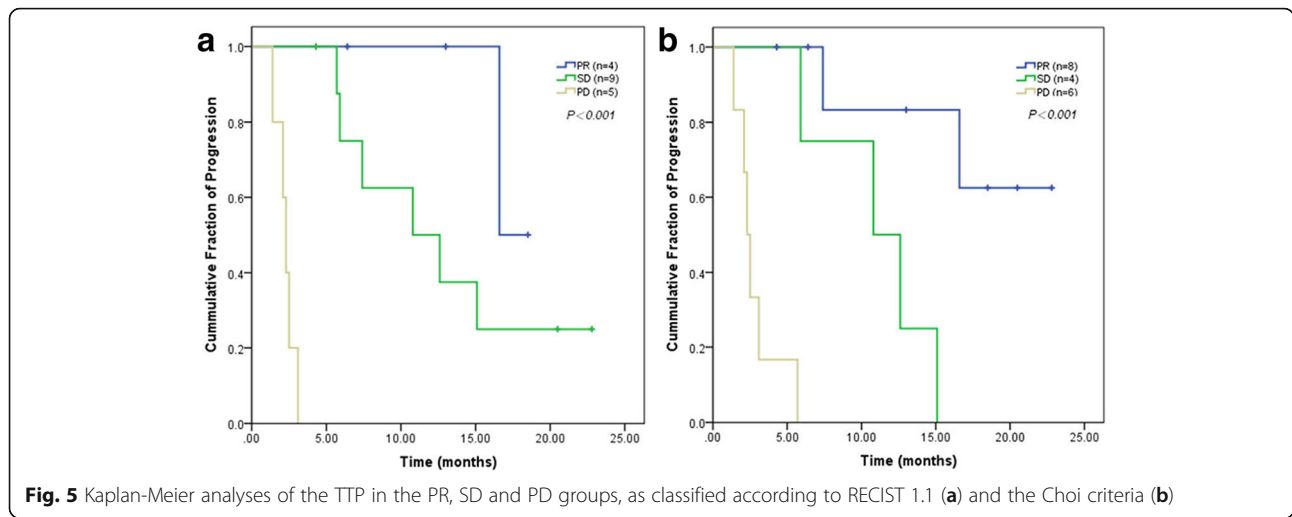 a
Cummulative Fraction of Progression
1.0
0.8
0.6
0.4
0.2
0.0
PR (n=4)
SD (n=9)
PD (n=5)
P<0.001
.00 5.00 10.00 15.00 20.00 25.00
Time (months)
b
Cummulative Fraction of Progression
1.0
0.8
0.6
0.4
0.2
0.0
PR (n=8)
SD (n=4)
PD (n=6)
P<0.001
.00 5.00 10.00 15.00 20.00 25.00
Time (months)
Fig. 5 Kaplan-Meier analyses of the TTP in the PR, SD and PD groups, as classified according to RECIST 1.1 (a) and the Choi criteria (b)